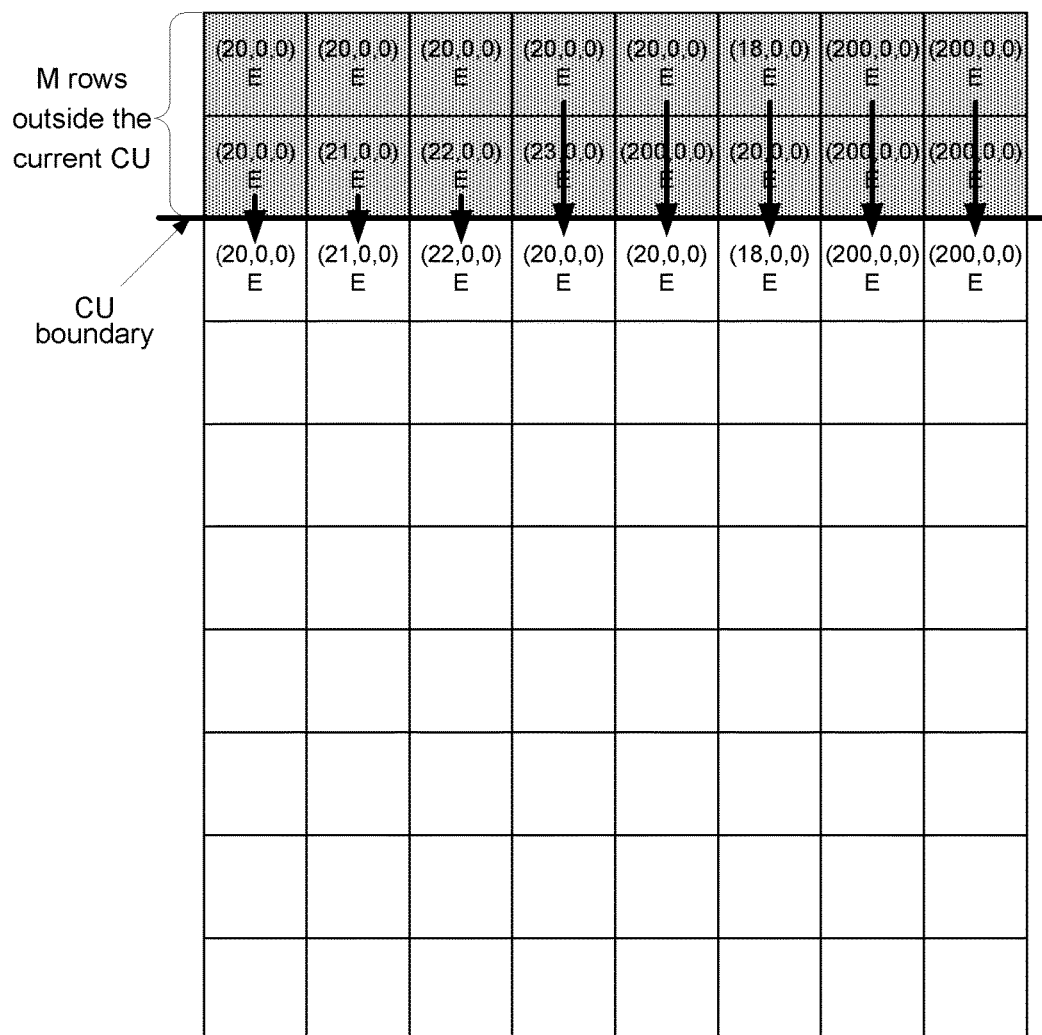 M rows
outside the
current CU
(20,0,0) (20,0,0) (20,0,0) (20,0,0) (20,0,0) (18,0,0) (200,0,0) (200,0,0)
E E E E E E E E
(20,0,0) (21,0,0) (22,0,0) (23,0,0) (200,0,0) (20,0,0) (200,0,0) (200,0,0)
E E E E E E E E
CU
boundary
(20,0,0) (21,0,0) (22,0,0) (20,0,0) (20,0,0) (18,0,0) (200,0,0) (200,0,0)
E E E E E E E E